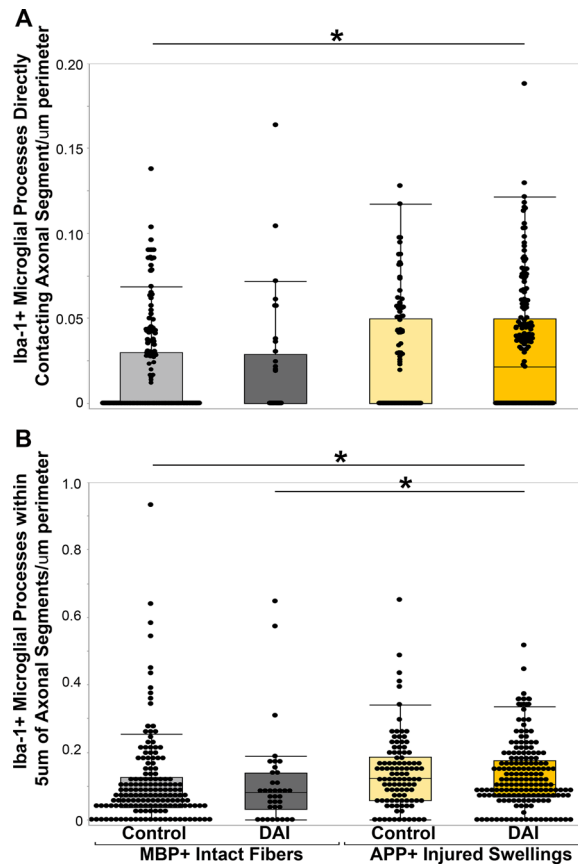 A
*
Iba-1+ Microglial Processes Directly
Contacting Axonal Segment/um perimeter
0.20
0.15
0.10
0.05
0
B
*
*
Iba-1+ Microglial Processes within
5um of Axonal Segments/um perimeter
1.0
0.8
0.6
0.4
0.2
0
Control DAI Control DAI
MBP+ Intact Fibers APP+ Injured Swellings